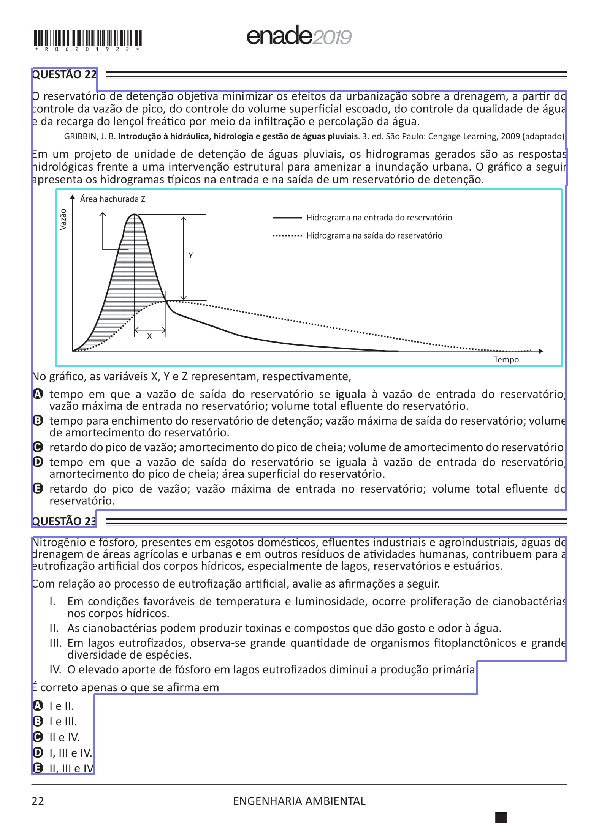 *R06201922*
enade2019
QUESTÃO 22
O reservatório de detenção objetiva minimizar os efeitos da urbanização sobre a drenagem, a partir do
controle da vazão de pico, do controle do volume superficial escoado, do controle da qualidade de água
e da recarga do lençol freático por meio da infiltração e percolação da água.
GRIBBIN, J. B. Introdução à hidráulica, hidrologia e gestão de águas pluviais. 3. ed. São Paulo: Cengage Learning, 2009 (adaptado).
Em um projeto de unidade de detenção de águas pluviais, os hidrogramas gerados são as respostas
hidrológicas frente a uma intervenção estrutural para amenizar a inundação urbana. O gráfico a seguir
apresenta os hidrogramas típicos na entrada e na saída de um reservatório de detenção.
Área hachurada Z
Vazão
Hidrograma na entrada do reservatório
Hidrograma na saída do reservatório
Y
X
Tempo
No gráfico, as variáveis X, Y e Z representam, respectivamente,
A tempo em que a vazão de saída do reservatório se iguala à vazão de entrada do reservatório;
vazão máxima de entrada no reservatório; volume total efluente do reservatório.
B tempo para enchimento do reservatório de detenção; vazão máxima de saída do reservatório; volume
de amortecimento do reservatório.
C retardo do pico de vazão; amortecimento do pico de cheia; volume de amortecimento do reservatório.
D tempo em que a vazão de saída do reservatório se iguala à vazão de entrada do reservatório;
amortecimento do pico de cheia; área superficial do reservatório.
E retardo do pico de vazão; vazão máxima de entrada no reservatório; volume total efluente do
reservatório.
QUESTÃO 23
Nitrogênio e fósforo, presentes em esgotos domésticos, efluentes industriais e agroindustriais, águas de
drenagem de áreas agrícolas e urbanas e em outros resíduos de atividades humanas, contribuem para a
eutrofização artificial dos corpos hídricos, especialmente de lagos, reservatórios e estuários.
Com relação ao processo de eutrofização artificial, avalie as afirmações a seguir.
I. Em condições favoráveis de temperatura e luminosidade, ocorre proliferação de cianobactérias
nos corpos hídricos.
II. As cianobactérias podem produzir toxinas e compostos que dão gosto e odor à água.
III. Em lagos eutrofizados, observa-se grande quantidade de organismos fitoplanctônicos e grande
diversidade de espécies.
IV. O elevado aporte de fósforo em lagos eutrofizados diminui a produção primária.
É correto apenas o que se afirma em
A I e II.
B I e III.
C II e IV.
D I, III e IV.
E II, III e IV.
22
ENGENHARIA AMBIENTAL